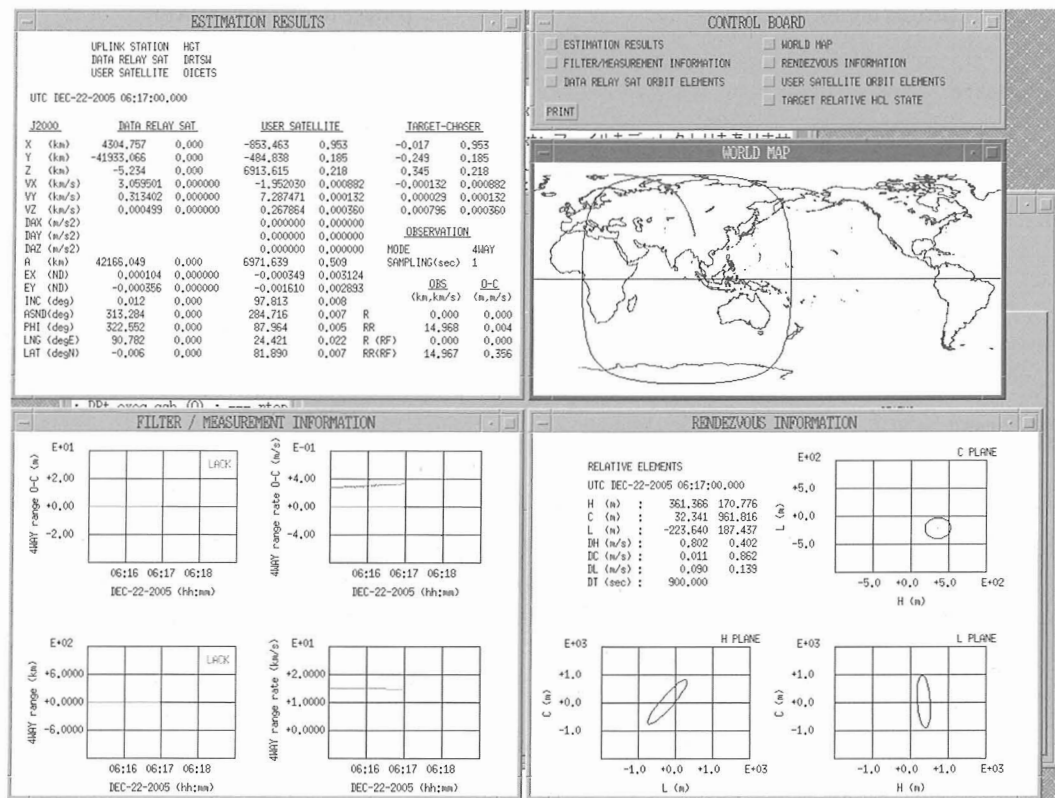 ESTIMATION RESULTS
UPLINK STATION HGT
DATA RELAY SAT DRTSW
USER SATELLITE OICETS
UTC DEC-22-2005 06:17:00.000
J2000 DATA RELAY SAT USER SATELLITE TARGET-CHASER
X (km) 4304.757 0.000 -853.463 0.953 -0.017 0.953
Y (km) -41933.066 0.000 -484.838 0.185 -0.249 0.185
Z (km) -5.234 0.000 6913.615 0.218 0.345 0.218
VX (km/s) 3.059501 0.000000 -1.952030 0.000882 -0.000132 0.000882
VY (km/s) 0.313402 0.000000 7.287471 0.000132 0.000029 0.000132
VZ (km/s) 0.000499 0.000000 0.267864 0.000360 0.000796 0.000360
DAX (m/s2) 0.000000 0.000000
DAY (m/s2) 0.000000 0.000000 OBSERVATION
DAZ (m/s2) 0.000000 0.000000 MODE 4WAY
A (km) 42166.049 0.000 6971.639 0.509 SAMPLING(sec) 1
EX (ND) 0.000104 0.000000 -0.000349 0.003124
EY (ND) -0.000356 0.000000 -0.001610 0.002893 OBS O-C
INC (deg) 0.012 0.000 97.813 0.008 (km,km/s) (m,m/s)
ASND(deg) 313.284 0.000 284.716 0.007 R 0.000 0.000
PHI (deg) 322.552 0.000 87.964 0.005 RR 14.968 0.004
LNG (degE) 90.782 0.000 24.421 0.022 R (RF) 0.000 0.000
LAT (degN) -0.006 0.000 81.890 0.007 RR(RF) 14.967 0.356
CONTROL BOARD
ESTIMATION RESULTS WORLD MAP
FILTER/MEASUREMENT INFORMATION RENDEZVOUS INFORMATION
DATA RELAY SAT ORBIT ELEMENTS USER SATELLITE ORBIT ELEMENTS
TARGET RELATIVE HCL STATE
PRINT
WORLD MAP
FILTER / MEASUREMENT INFORMATION
4WAY range O-C (m)
E+01
LACK
+2.00
+0.00
-2.00
06:16 06:17 06:18
DEC-22-2005 (hh:mm)
4WAY range rate O-C (m/s)
E-01
+4.00
+0.00
-4.00
06:16 06:17 06:18
DEC-22-2005 (hh:mm)
4WAY range (km)
E+02
LACK
+6.0000
+0.0000
-6.0000
06:16 06:17 06:18
DEC-22-2005 (hh:mm)
4WAY range rate (km/s)
E+01
+2.0000
+0.0000
06:16 06:17 06:18
DEC-22-2005 (hh:mm)
RENDEZVOUS INFORMATION
RELATIVE ELEMENTS
UTC DEC-22-2005 06:17:00.000
H (m) : 361.366 170.776
C (m) : 32.341 961.816
L (m) : -223.640 187.437
DH (m/s) : 0.802 0.402
DC (m/s) : 0.011 0.862
DL (m/s) : 0.090 0.139
DT (sec) : 900.000
E+02 C PLANE
L (m)
+5.0
+0.0
-5.0
-5.0 +0.0 +5.0 E+02
H (m)
E+03 H PLANE
C (m)
+1.0
+0.0
-1.0
-1.0 +0.0 +1.0 E+03
L (m)
E+03 L PLANE
C (m)
+1.0
+0.0
-1.0
-1.0 +0.0 +1.0 E+03
H (m)